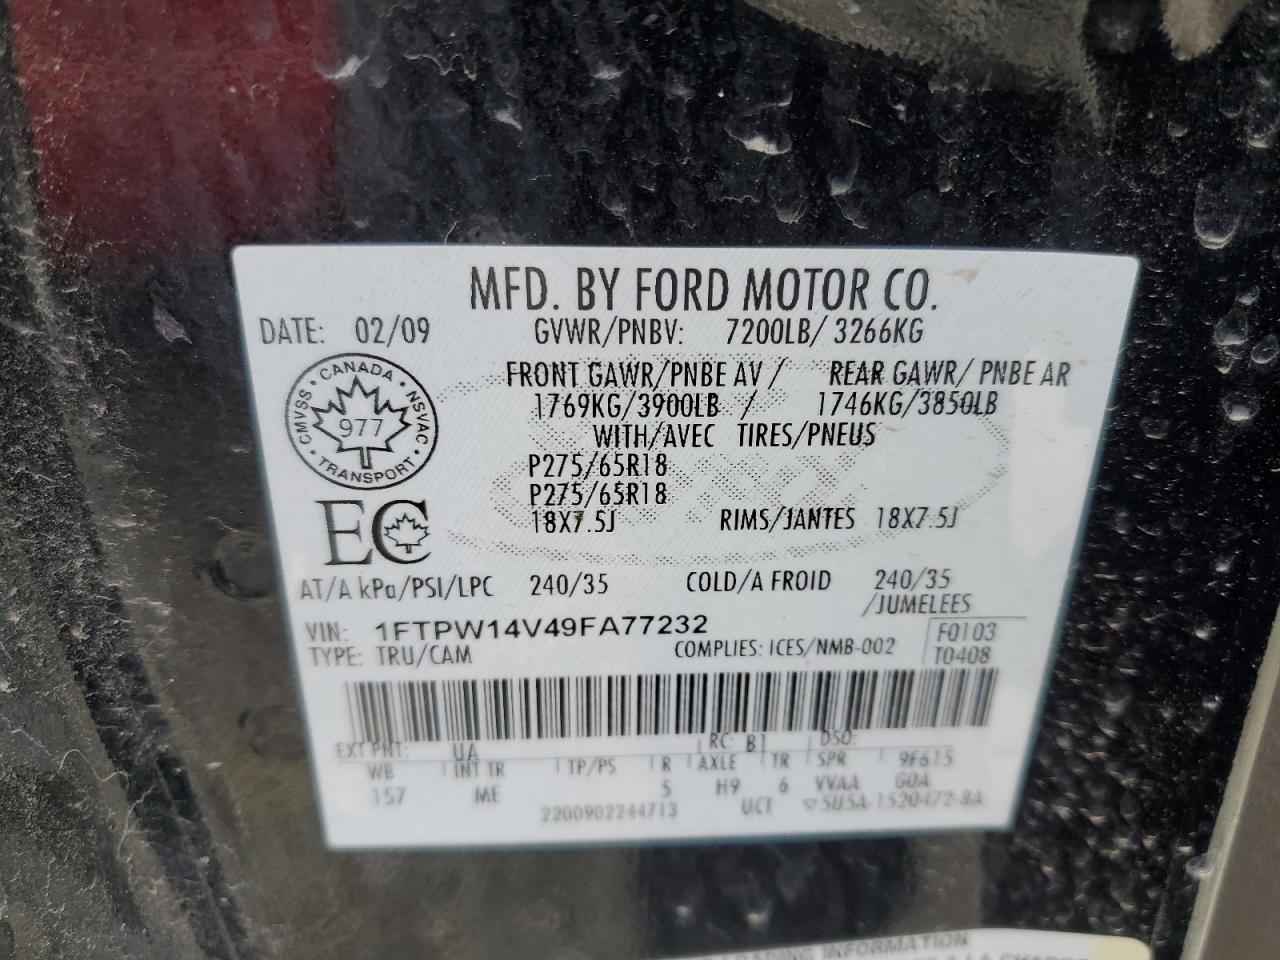 MFD. BY FORD MOTOR CO.
DATE: 02/09 GVWR/PNBV: 7200LB/ 3266KG
CANADA CMVSS NSVAC 977 TRANSPORT
FRONT GAWR/PNBE AV / REAR GAWR/ PNBE AR
1769KG/3900LB / 1746KG/3850LB
WITH/AVEC TIRES/PNEUS
P275/65R18
P275/65R18
18X7.5J RIMS/JANTES 18X7.5J
EC
AT/A kPa/PSI/LPC 240/35 COLD/A FROID 240/35
/JUMELEES
VIN: 1FTPW14V49FA77232 F0103
TYPE: TRU/CAM COMPLIES: ICES/NMB-002 T0408
EXT PNT: UA RC: B DSO:
WB INT TR TP/PS R AXLE TR SPR 9F615
157 ME 5 H9 6 VVAA G0A
2200902244713 UCT ▽5U5A-1520472-BA
LOADING INFORMATION